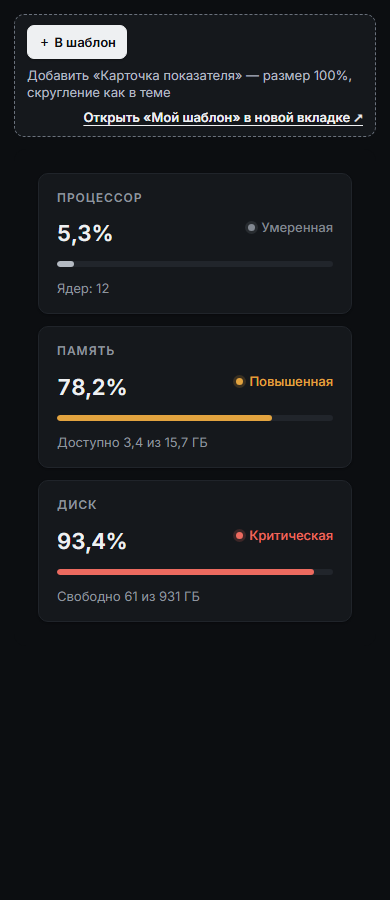 + В шаблон
Добавить «Карточка показателя» — размер 100%,
скругление как в теме
Открыть «Мой шаблон» в новой вкладке ↗
ПРОЦЕССОР
5,3%
Умеренная
Ядер: 12
ПАМЯТЬ
78,2%
Повышенная
Доступно 3,4 из 15,7 ГБ
ДИСК
93,4%
Критическая
Свободно 61 из 931 ГБ